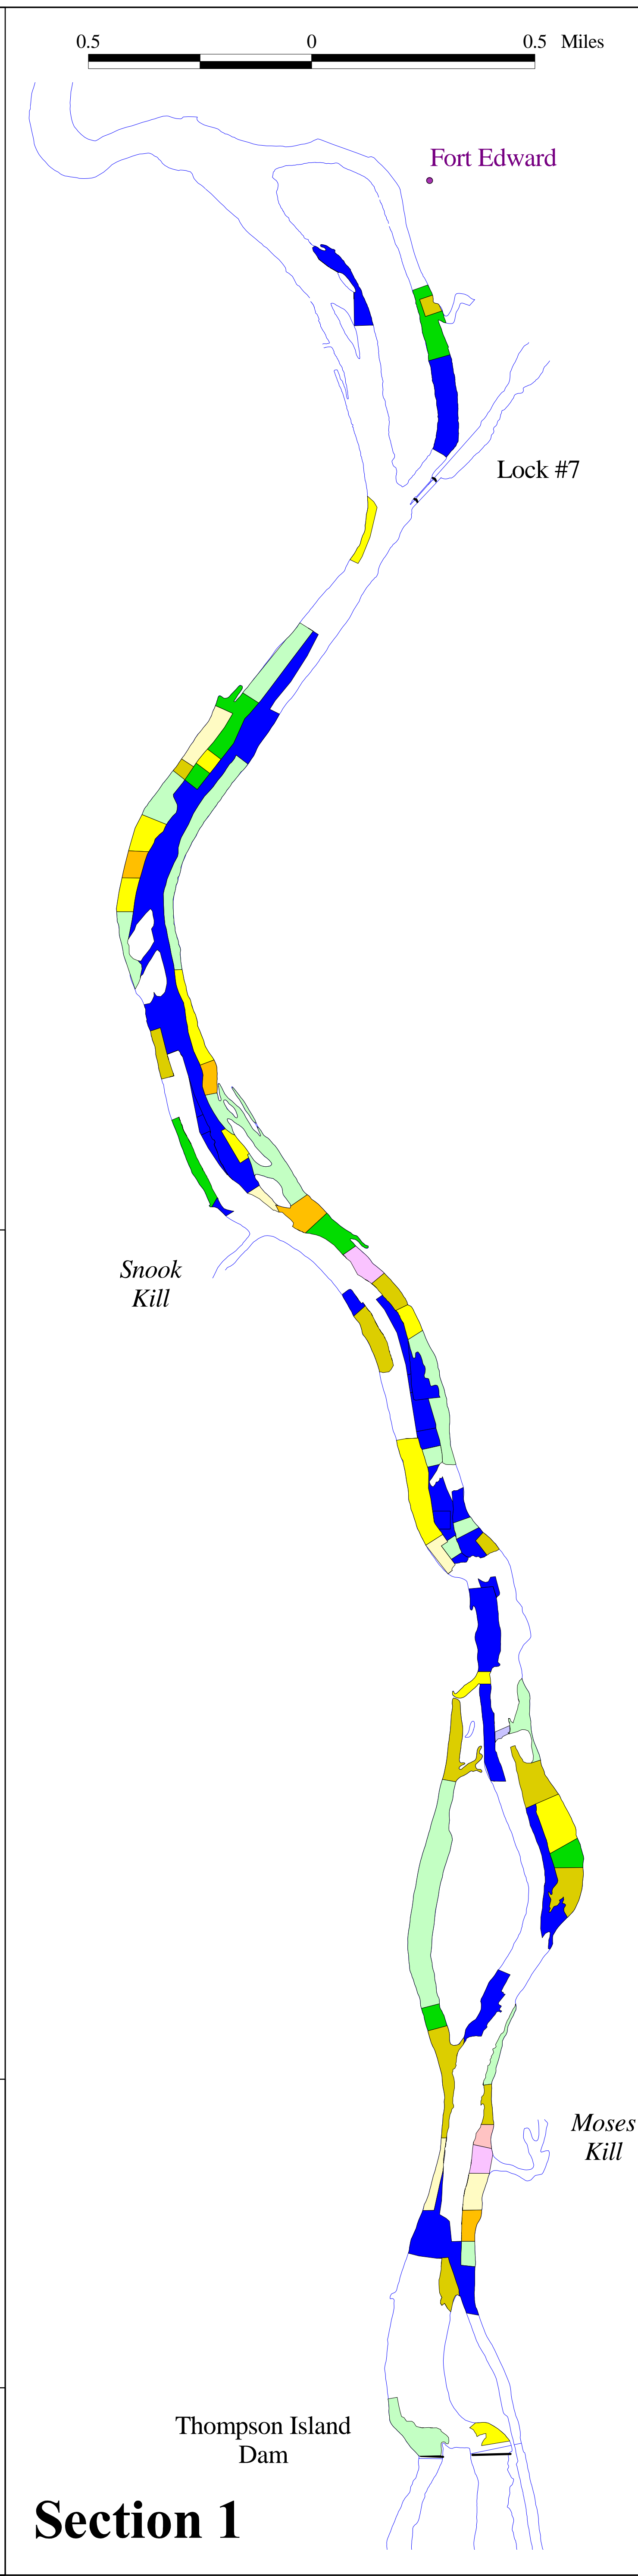 0.5 0 0.5 Miles
Fort Edward
Lock #7
Snook
Kill
Moses
Kill
Thompson Island
Dam
Section 1